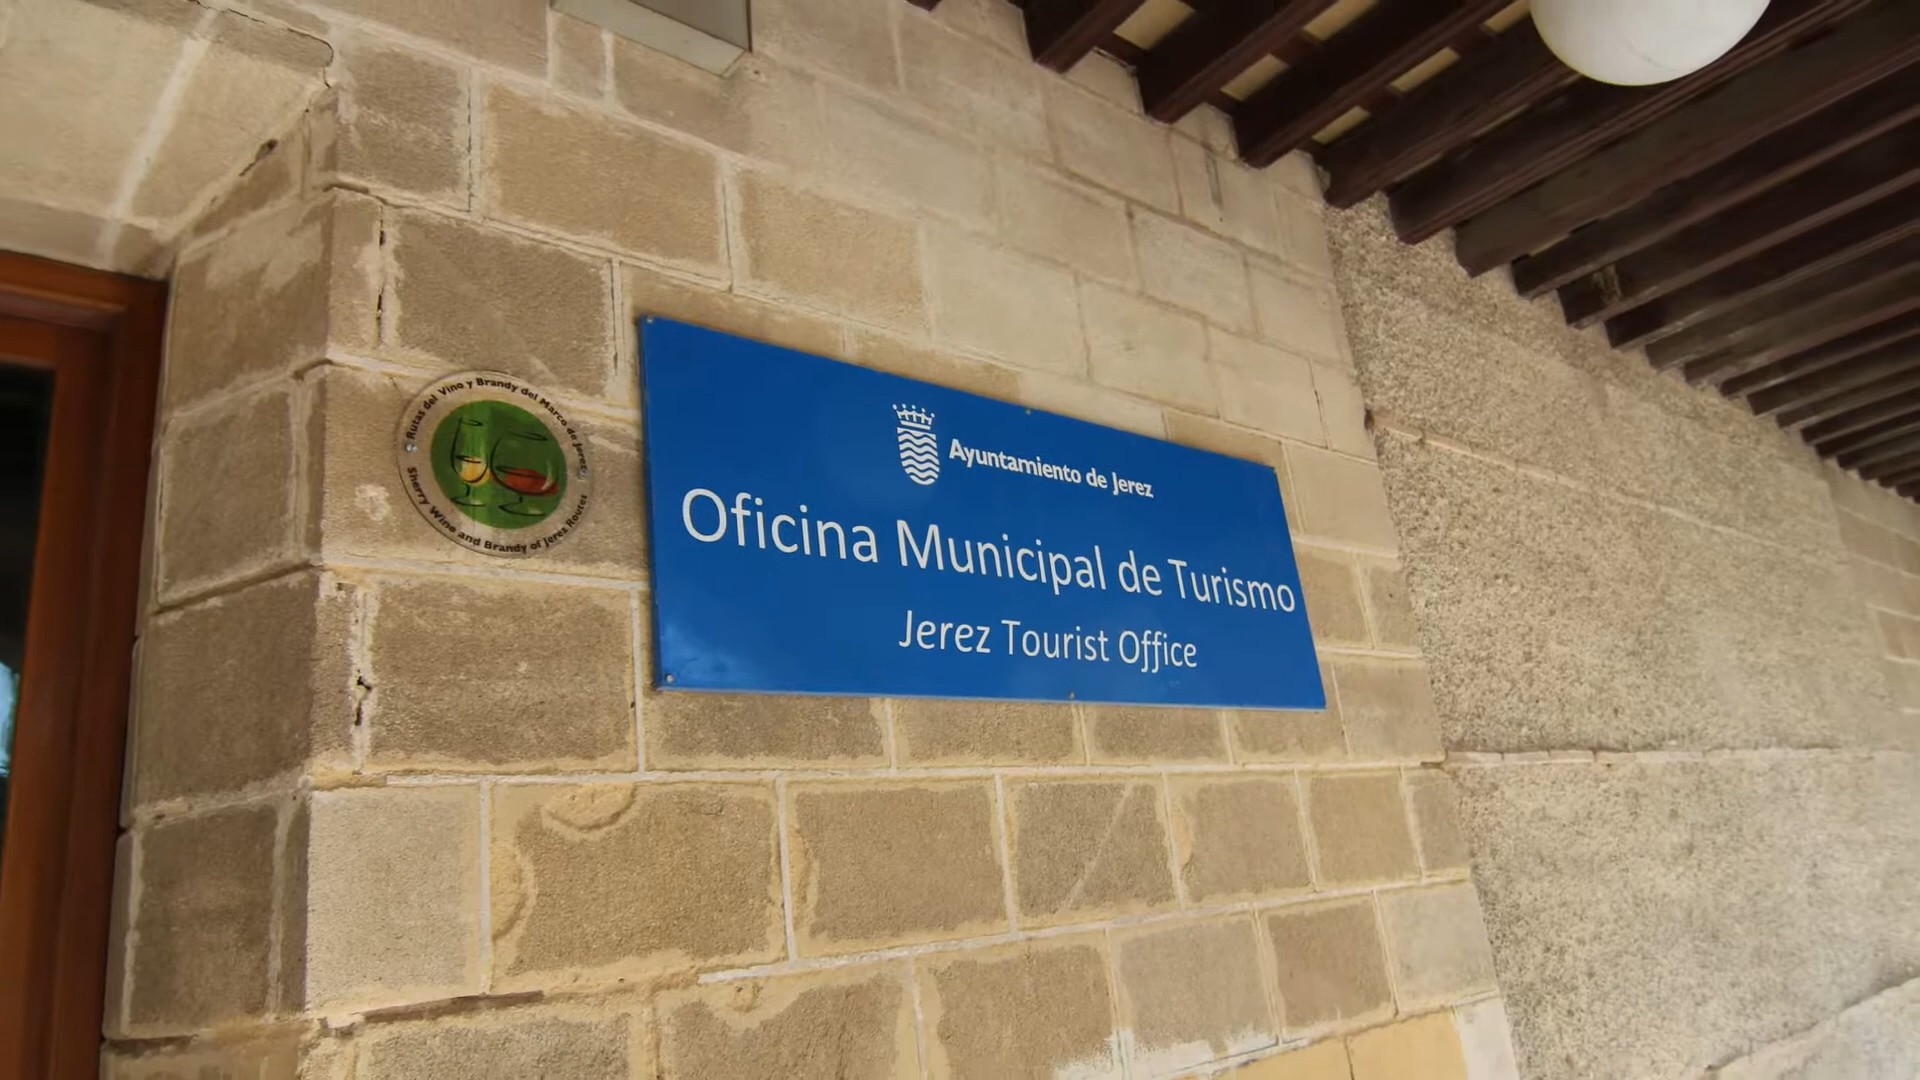 Rutas del Vino y Brandy del Marco de Jerez
Sherry Wine and Brandy of Jerez Routes
Ayuntamiento de Jerez
Oficina Municipal de Turismo
Jerez Tourist Office